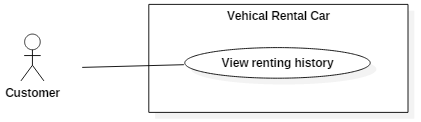 Vehical Rental Car
View renting history
Customer